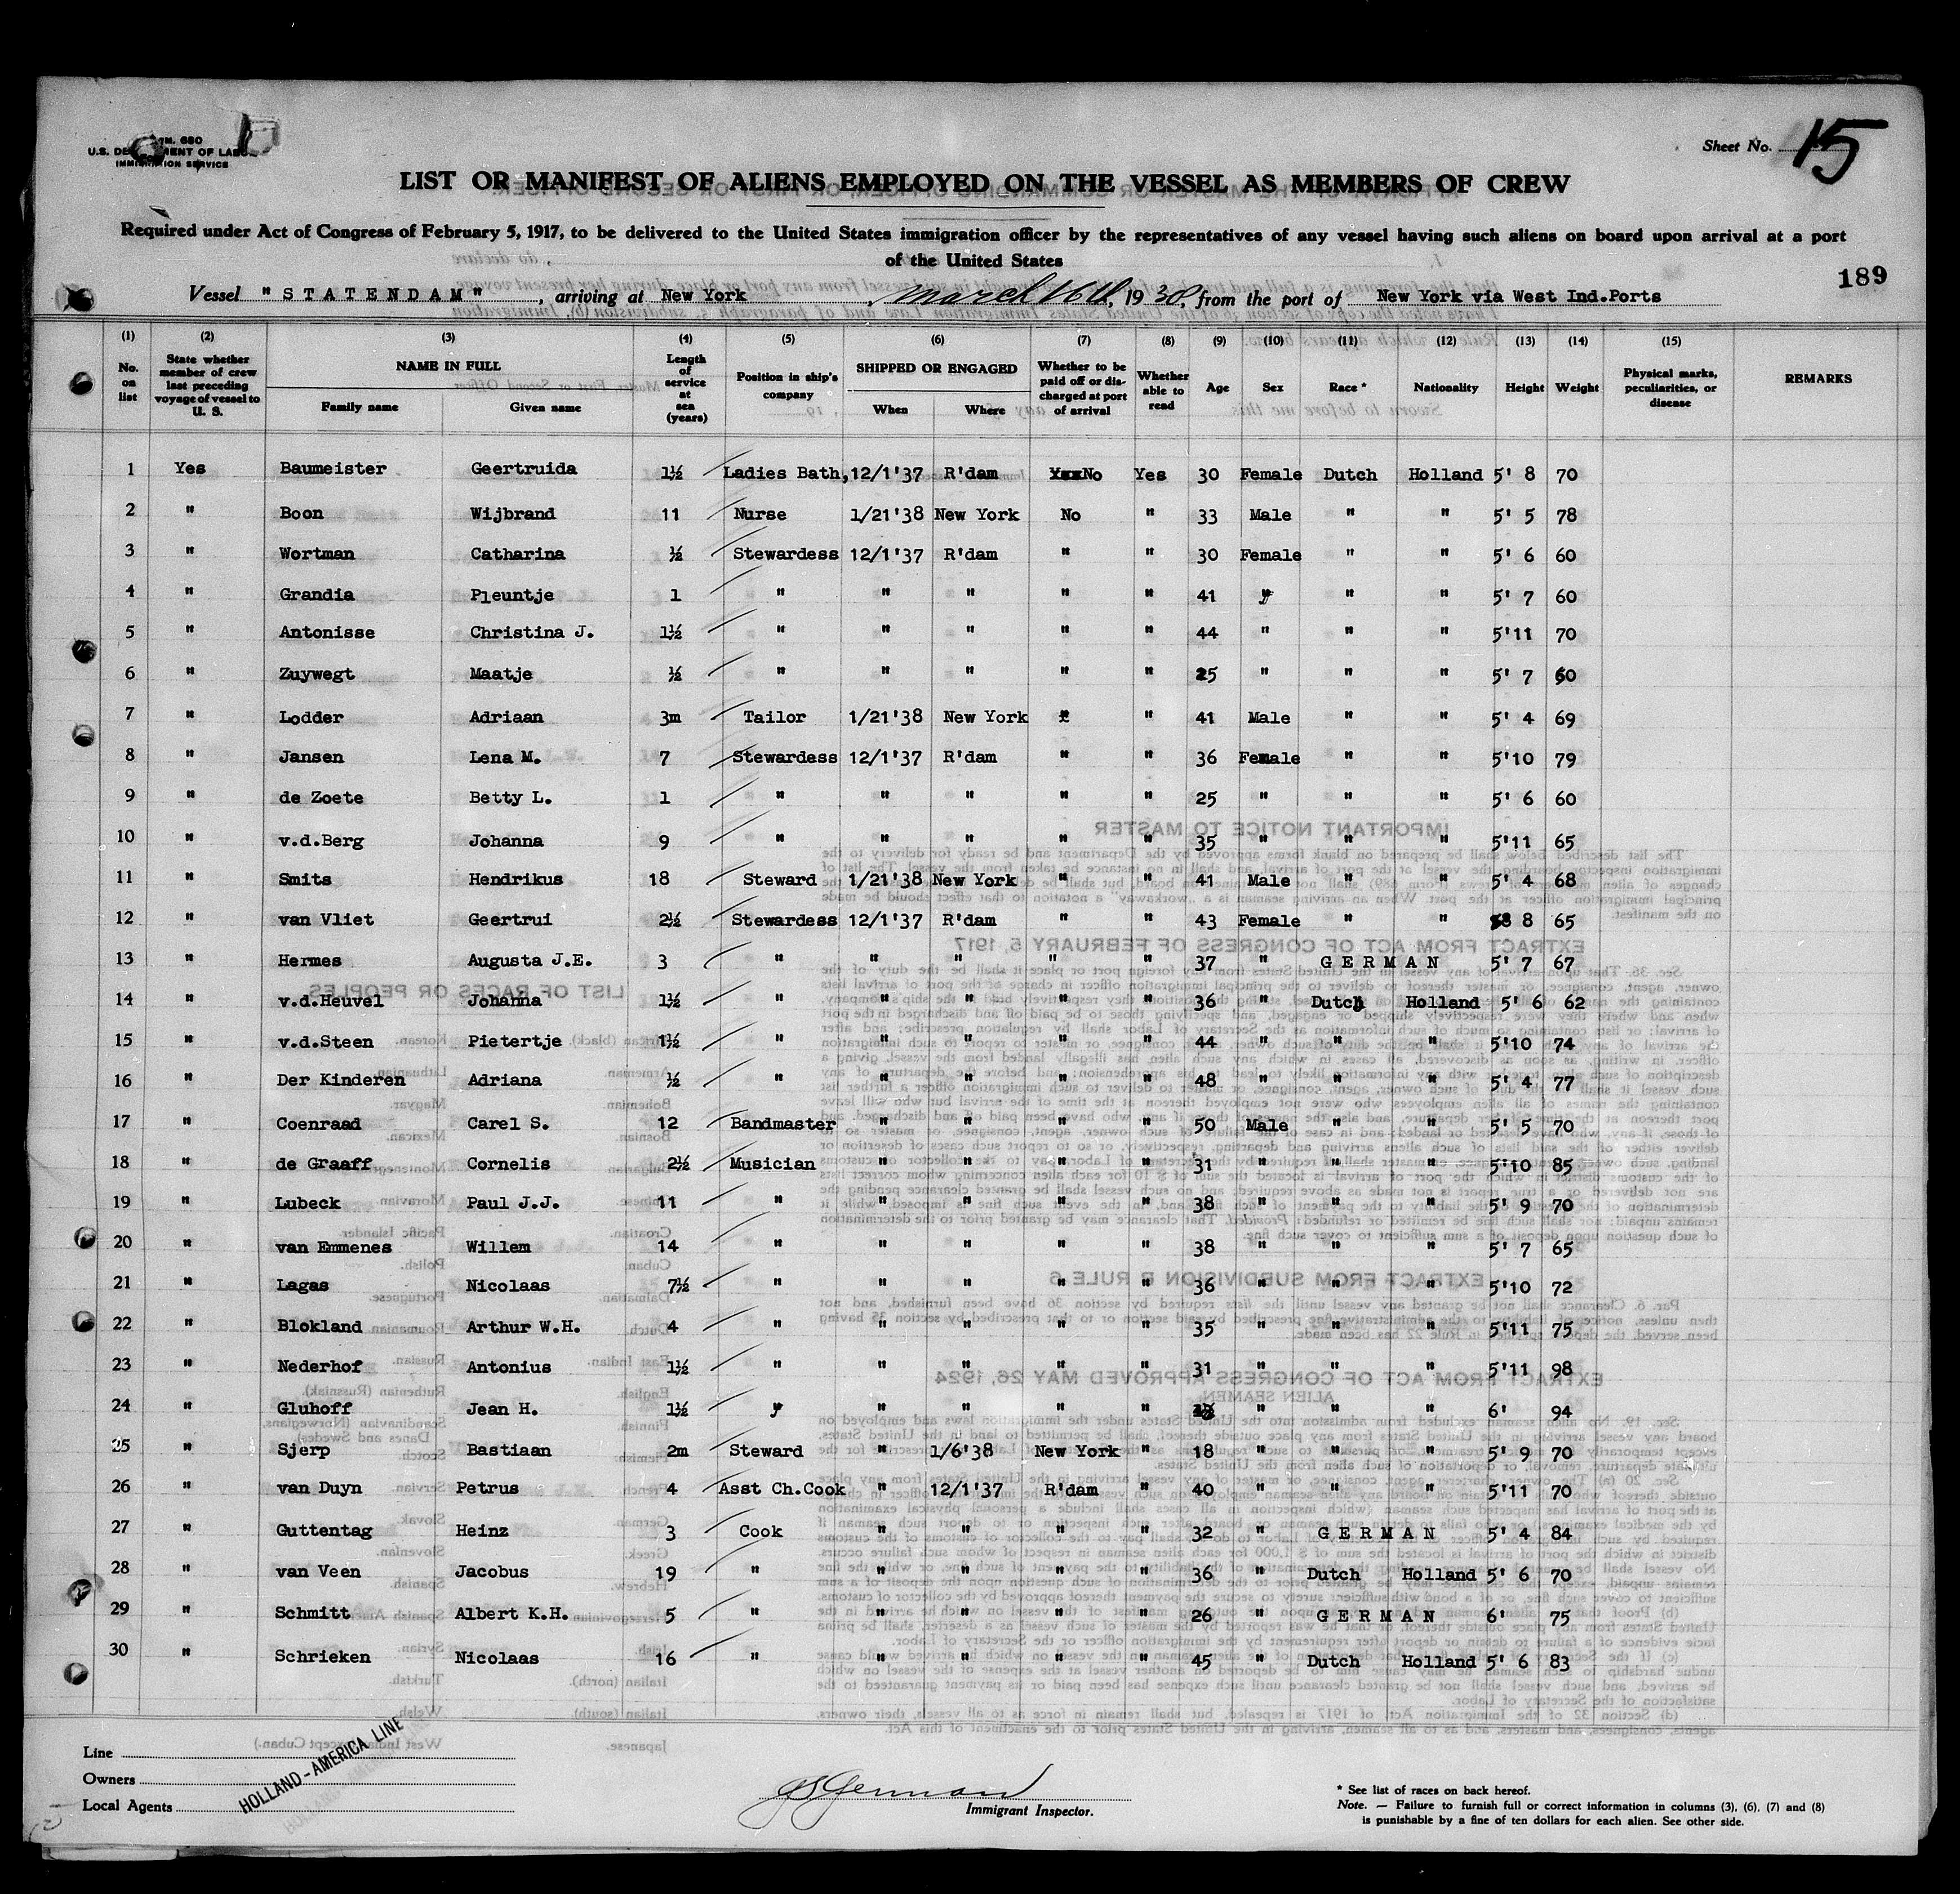 U.S. DEPARTMENT OF LABOR
IMMIGRATION SERVICE
Sheet No. 15
LIST OR MANIFEST OF ALIENS EMPLOYED ON THE VESSEL AS MEMBERS OF CREW
Required under Act of Congress of February 5, 1917, to be delivered to the United States immigration officer by the representatives of any vessel having such aliens on board upon arrival at a port
of the United States
189
Vessel "STATENDAM", arriving at New York March 16th, 1938, from the port of New York via West Ind.Ports
(1) (2) (3) (4) (5) (6) (7) (8) (9) (10) (11) (12) (13) (14) (15)
No. on list | State whether member of crew last preceding voyage of vessel to U. S. | NAME IN FULL | Family name | Given name | Length of service at sea (years) | Position in ship's company | SHIPPED OR ENGAGED | When | Where | Whether to be paid off or discharged at port of arrival | Whether able to read | Age | Sex | Race * | Nationality | Height | Weight | Physical marks, peculiarities, or disease | REMARKS
1 Yes Baumeister Geertruida 1½ Ladies Bath, 12/1'37 R'dam No Yes 30 Female Dutch Holland 5' 8 70
2 " Boon Wijbrand 11 Nurse 1/21'38 New York No " 33 Male " " 5' 5 78
3 " Wortman Catharina ½ Stewardess 12/1'37 R'dam " " 30 Female " " 5' 6 60
4 " Grandia Pleuntje 1 " " " " " 41 " " " 5' 7 60
5 " Antonisse Christina J. 1½ " " " " " 44 " " " 5'11 70
6 " Zuywegt Maatje ½ " " " " " 25 " " " 5' 7 60
7 " Lodder Adriaan 3m Tailor 1/21'38 New York " " 41 Male " " 5' 4 69
8 " Jansen Lena M. 7 Stewardess 12/1'37 R'dam " " 36 Female " " 5'10 79
9 " de Zoete Betty L. 1 " " " " " 25 " " " 5' 6 60
10 " v.d.Berg Johanna 9 " " " " " 35 " " " 5'11 65
11 " Smits Hendrikus 18 Steward 1/21'38 New York " " 41 Male " " 5' 4 68
12 " van Vliet Geertrui 2½ Stewardess 12/1'37 R'dam " " 43 Female " " 8 65
13 " Hermes Augusta J.E. 3 " " " " " 37 " GERMAN 5' 7 67
14 " v.d.Heuvel Johanna 1½ " " " " " 36 " Dutch Holland 5' 6 62
15 " v.d.Steen Pietertje 1½ " " " " " 44 " " " 5'10 74
16 " Der Kinderen Adriana ½ " " " " " 48 " " " 5' 4 77
17 " Coenraad Carel S. 12 Bandmaster " " " " 50 Male " " 5' 5 70
18 " de Graaff Cornelis 2½ Musician " " " " 31 " " " 5'10 85
19 " Lubeck Paul J.J. 11 " " " " " 38 " " " 5' 9 70
20 " van Emmenes Willem 14 " " " " " 38 " " " 5' 7 65
21 " Lagas Nicolaas 7½ " " " " " 36 " " " 5'10 72
22 " Blokland Arthur W.H. 4 " " " " " 35 " " " 5'11 75
23 " Nederhof Antonius 1½ " " " " " 31 " " " 5'11 98
24 " Gluhoff Jean H. 1½ " " " " " " " " 6' 94
25 " Sjerp Bastiaan 2m Steward " 1/6'38 New York " 18 " " " 5' 9 70
26 " van Duyn Petrus 4 Asst Ch.Cook " 12/1'37 R'dam " 40 " " " 5'11 70
27 " Guttentag Heinz 3 Cook " " " " 32 " GERMAN 5' 4 84
28 " van Veen Jacobus 19 " " " " " 36 " Dutch Holland 5' 6 70
29 " Schmitt Albert K.H. 5 " " " " " 26 " GERMAN 6' 75
30 " Schrieken Nicolaas 16 " " " " " 45 " Dutch Holland 5' 6 83
Line
Owners
Local Agents
HOLLAND-AMERICA LINE
Immigrant Inspector.
* See list of races on back hereof.
Note. — Failure to furnish full or correct information in columns (3), (6), (7) and (8)
is punishable by a fine of ten dollars for each alien. See other side.